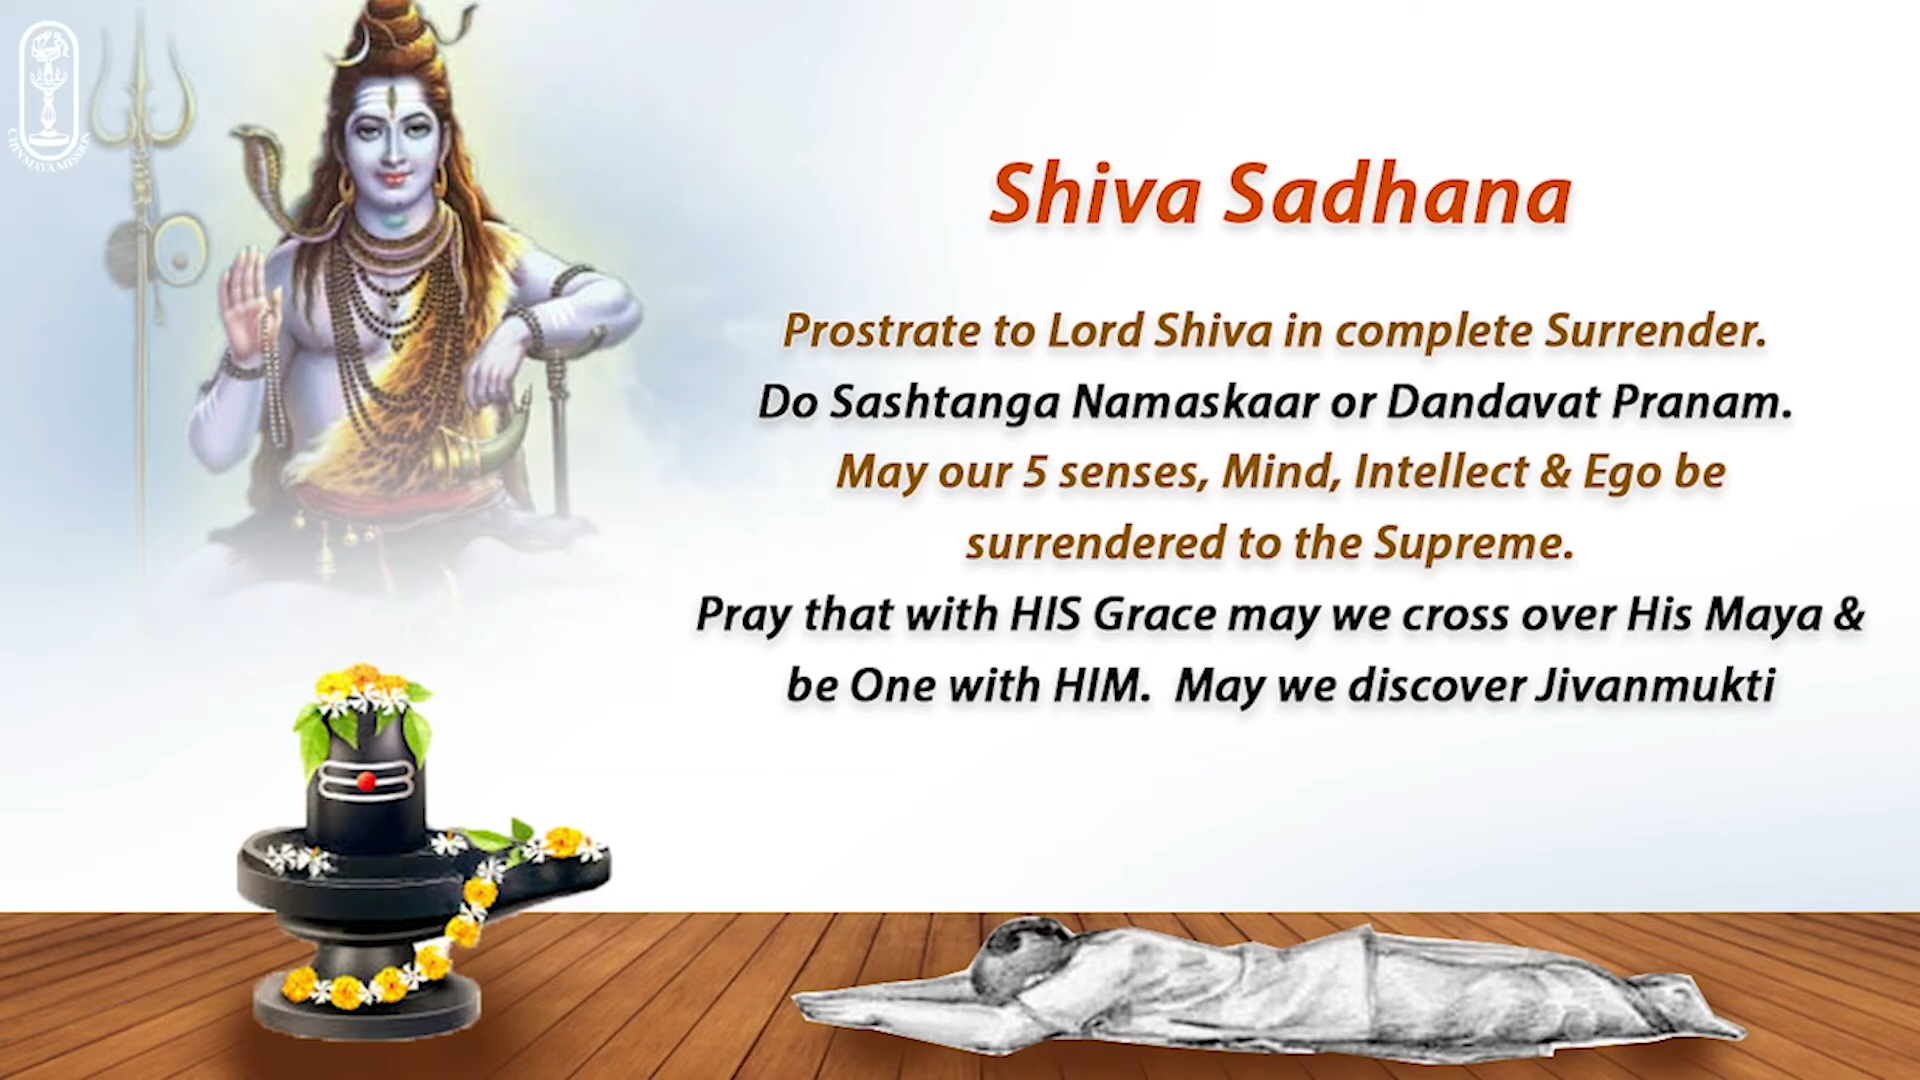 CHINMAYA MISSION
Shiva Sadhana
Prostrate to Lord Shiva in complete Surrender.
Do Sashtanga Namaskaar or Dandavat Pranam.
May our 5 senses, Mind, Intellect & Ego be
surrendered to the Supreme.
Pray that with HIS Grace may we cross over His Maya &
be One with HIM.  May we discover Jivanmukti